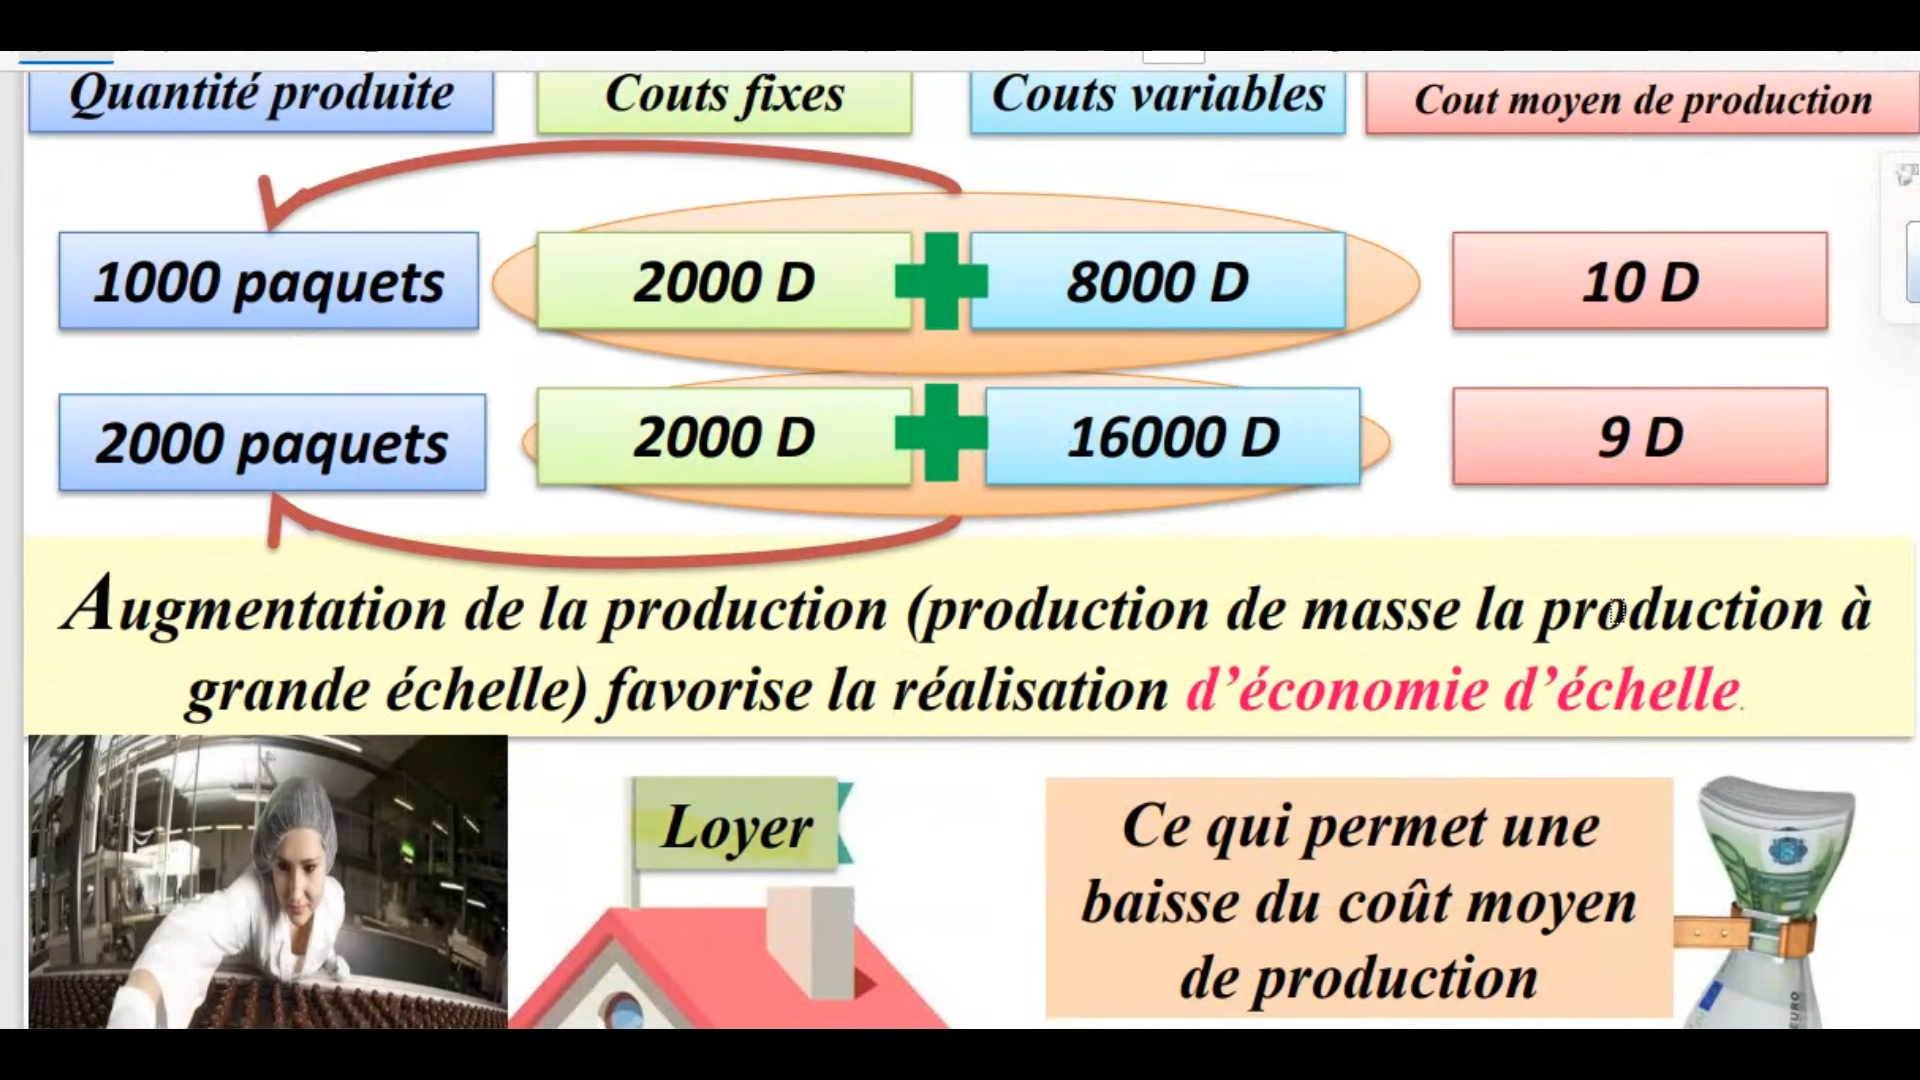 Quantité produite
Couts fixes
Couts variables
Cout moyen de production
1000 paquets
2000 D
8000 D
10 D
2000 paquets
2000 D
16000 D
9 D
Augmentation de la production (production de masse la production à
grande échelle) favorise la réalisation d’économie d’échelle.
Loyer
Ce qui permet une
baisse du coût moyen
de production
EURO